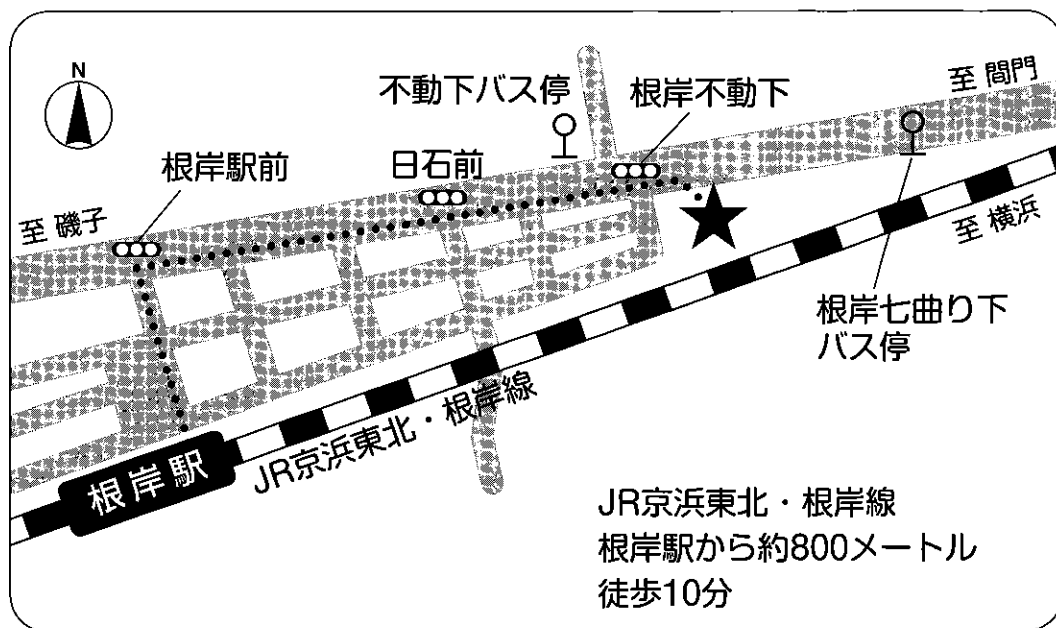 N
不動下バス停
根岸不動下
至 間門
根岸駅前
日石前
至 磯子
至 横浜
根岸七曲り下
バス停
根岸駅
JR京浜東北・根岸線
JR京浜東北・根岸線
根岸駅から約800メートル
徒歩10分